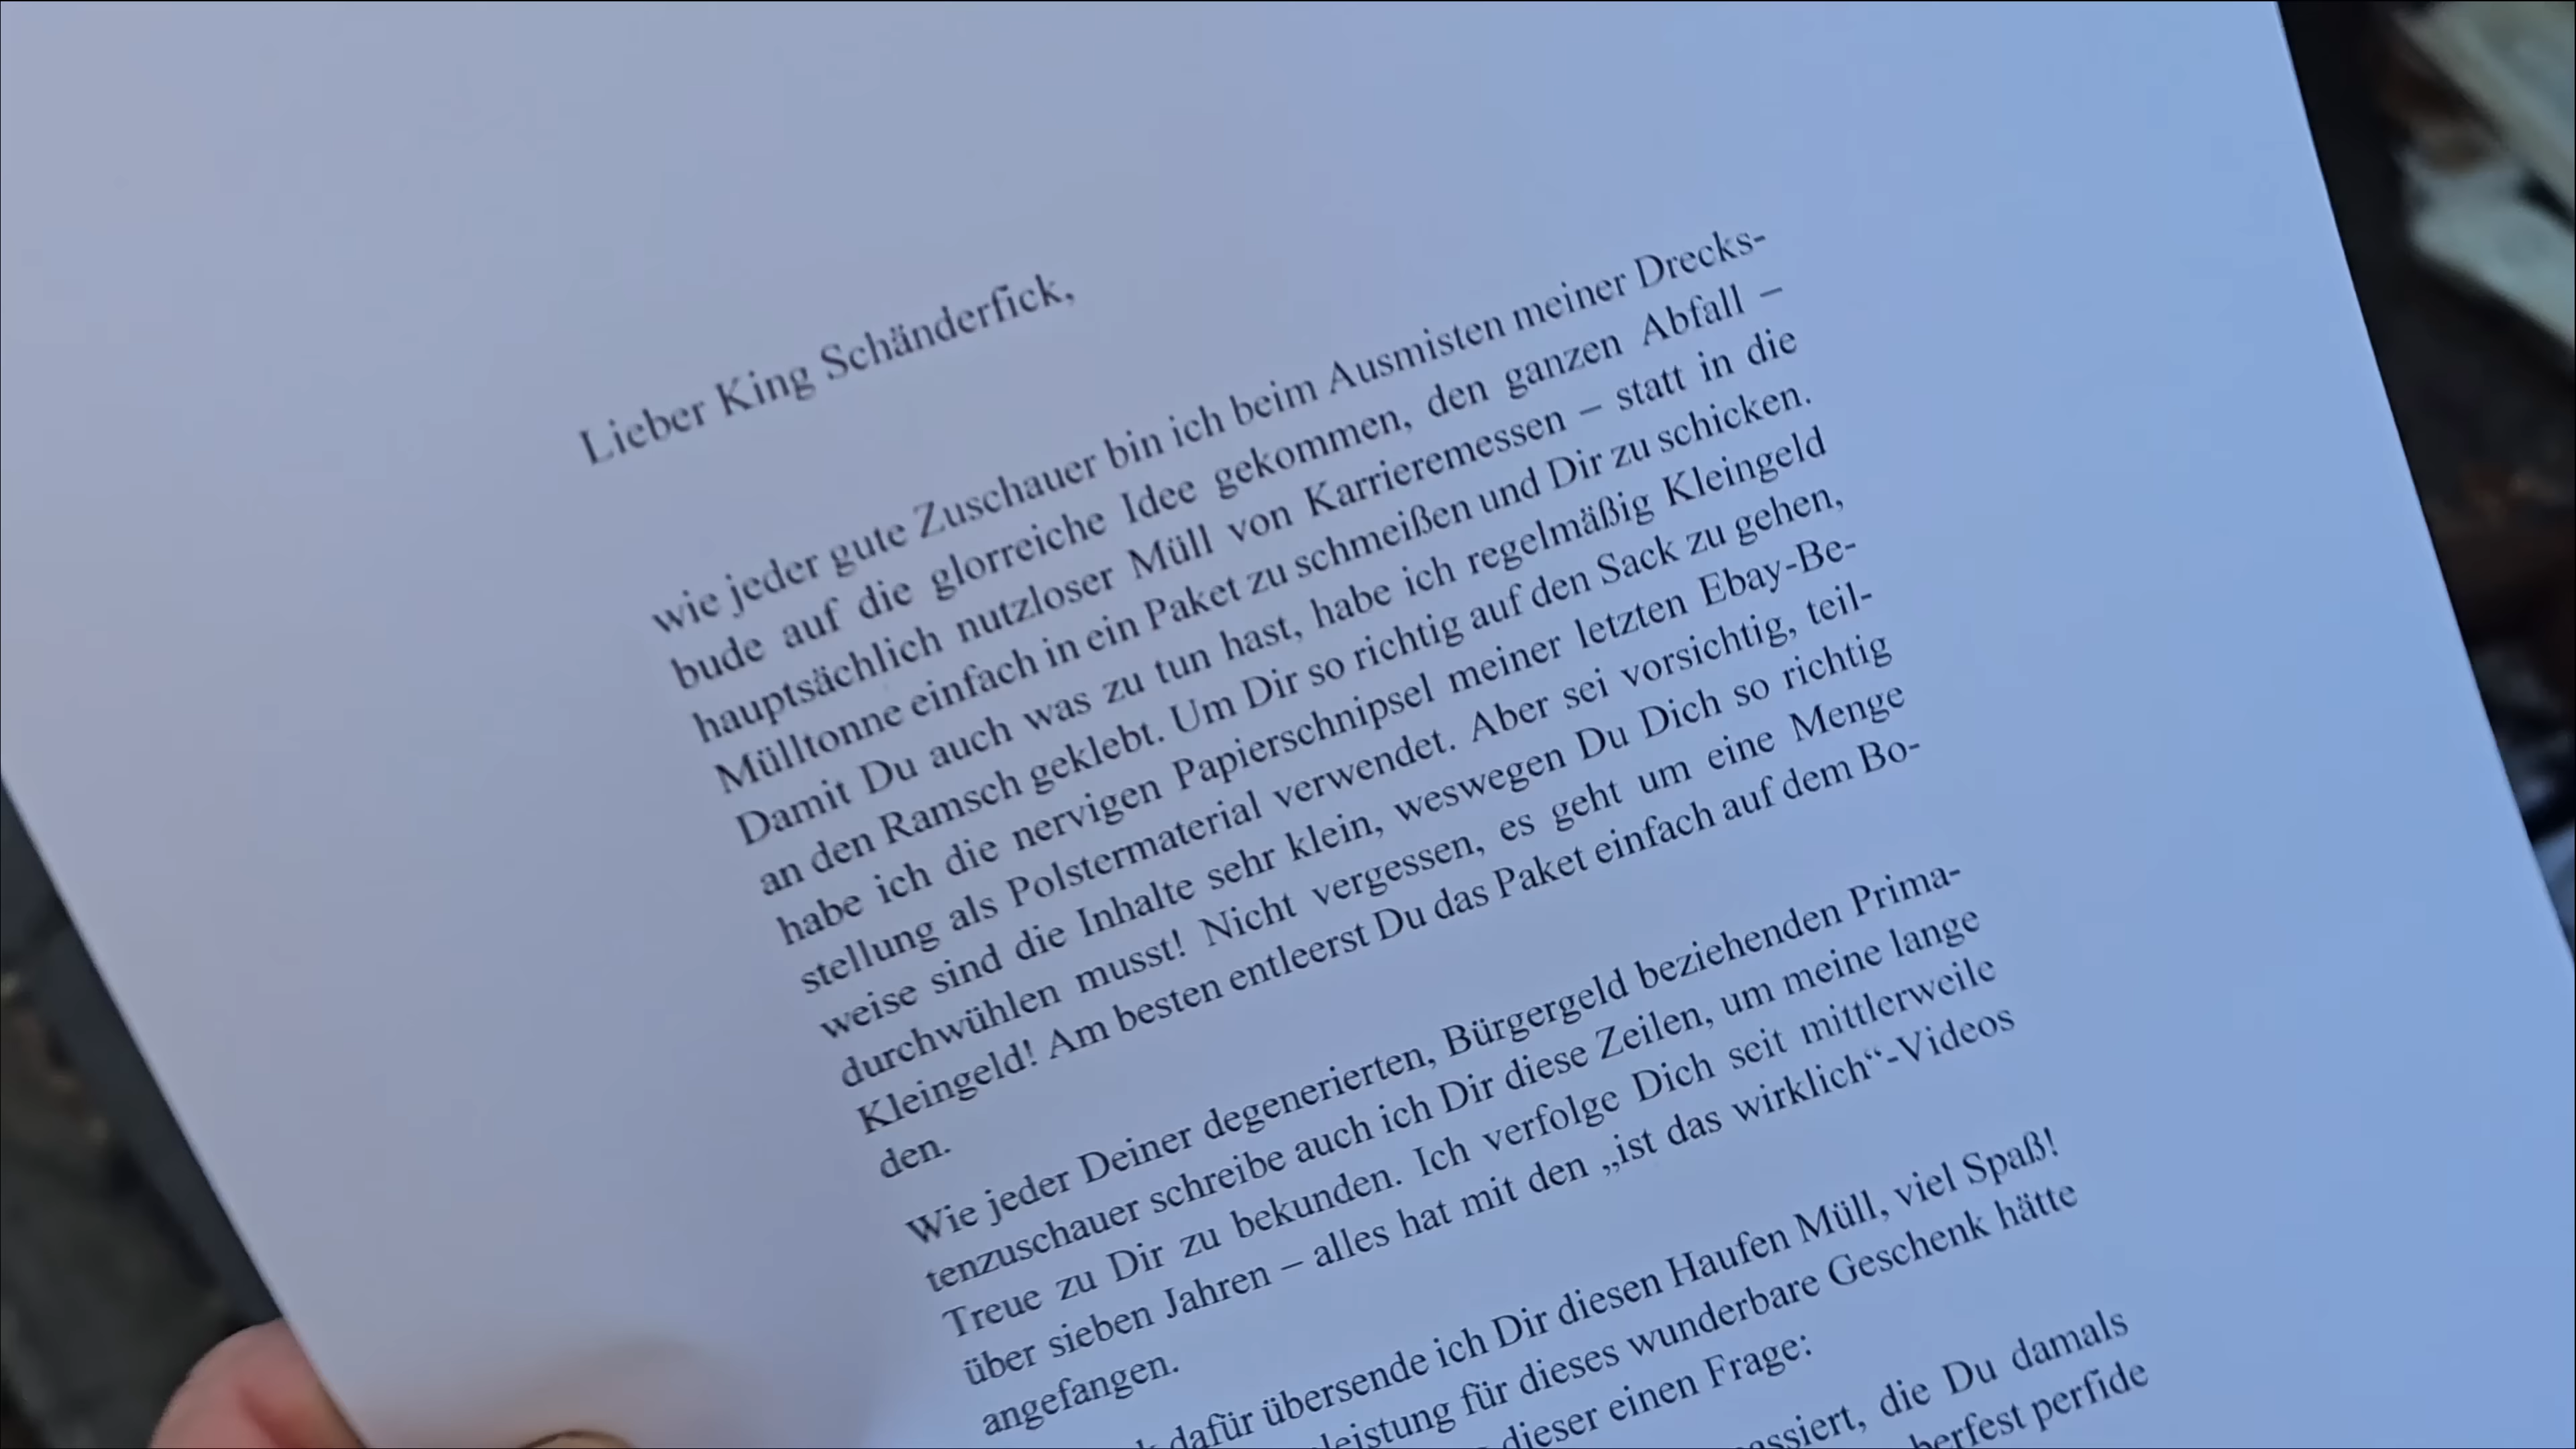 Lieber King Schänderfick,
wie jeder gute Zuschauer bin ich beim Ausmisten meiner Drecks-
bude auf die glorreiche Idee gekommen, den ganzen Abfall –
hauptsächlich nutzloser Müll von Karrieremessen – statt in die
Mülltonne einfach in ein Paket zu schmeißen und Dir zu schicken.
Damit Du auch was zu tun hast, habe ich regelmäßig Kleingeld
an den Ramsch geklebt. Um Dir so richtig auf den Sack zu gehen,
habe ich die nervigen Papierschnipsel meiner letzten Ebay-Be-
stellung als Polstermaterial verwendet. Aber sei vorsichtig, teil-
weise sind die Inhalte sehr klein, weswegen Du Dich so richtig
durchwühlen musst! Nicht vergessen, es geht um eine Menge
Kleingeld! Am besten entleerst Du das Paket einfach auf dem Bo-
den.
Wie jeder Deiner degenerierten, Bürgergeld beziehenden Prima-
tenzuschauer schreibe auch ich Dir diese Zeilen, um meine lange
Treue zu Dir zu bekunden. Ich verfolge Dich seit mittlerweile
über sieben Jahren – alles hat mit den „ist das wirklich“-Videos
angefangen.
dafür übersende ich Dir diesen Haufen Müll, viel Spaß!
für dieses wunderbare Geschenk hätte
dieser einen Frage:
die Du damals
perfide